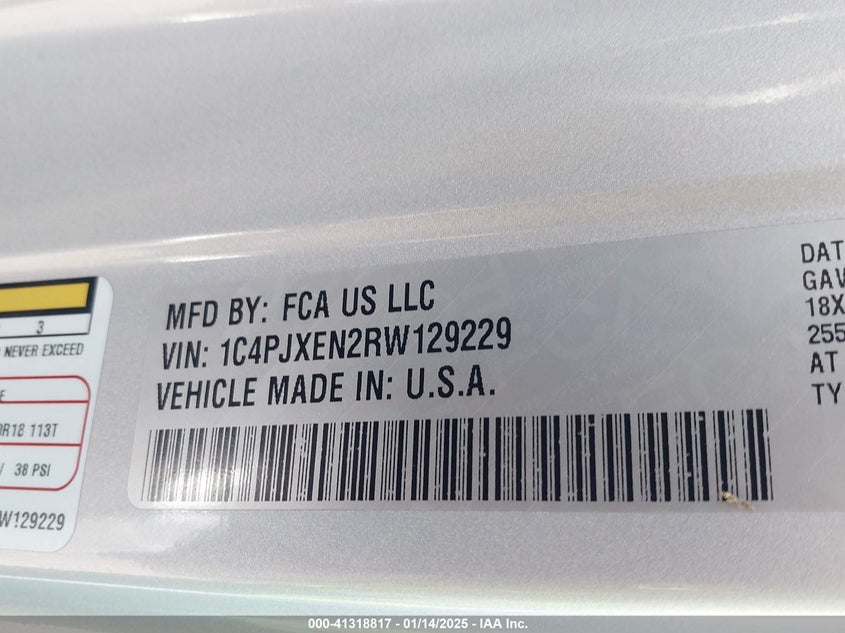 MFD BY: FCA US LLC
VIN: 1C4PJXEN2RW129229
VEHICLE MADE IN: U.S.A.
3
NEVER EXCEED
R18 113T
/ 38 PSI
W129229
DAT
GAW
18X
255
AT
TY
000-41318817 - 01/14/2025 - IAA Inc.